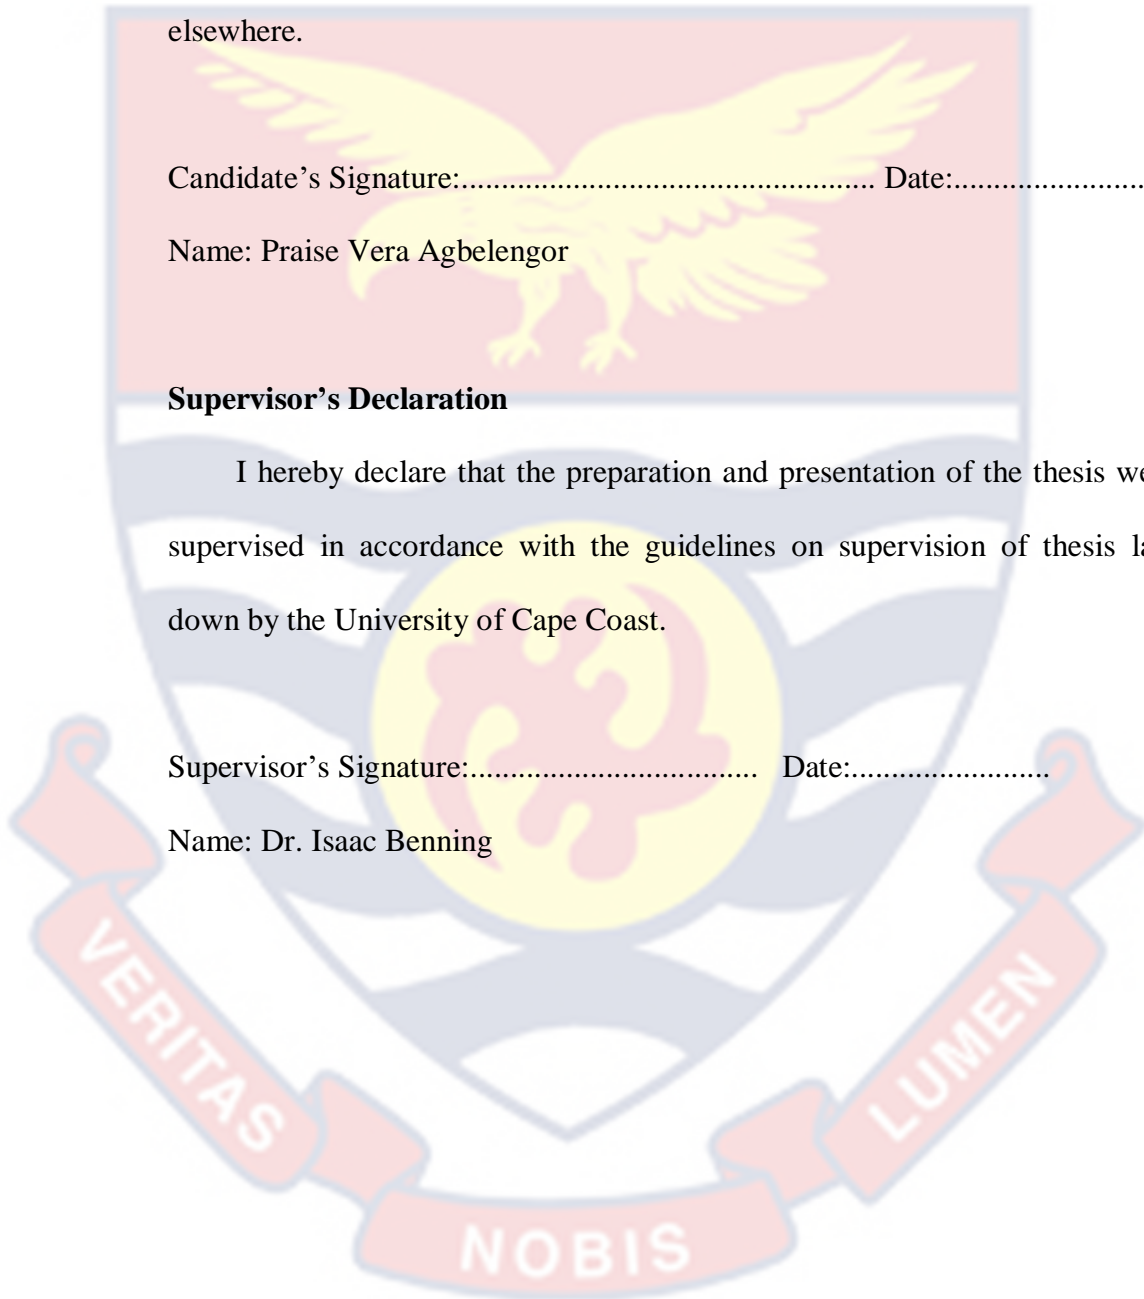 elsewhere.
Candidate’s Signature:.................................................... Date:........................
Name: Praise Vera Agbelengor
Supervisor’s Declaration
I hereby declare that the preparation and presentation of the thesis
supervised in accordance with the guidelines on supervision of thesis
down by the University of Cape Coast.
Supervisor’s Signature:.................................... Date:.........................
Name: Dr. Isaac Benning
VERITAS
NOBIS
LUMEN